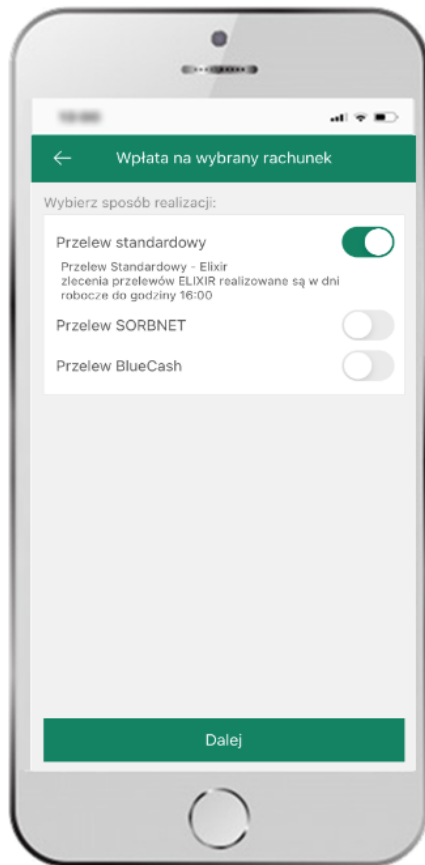 Wpłata na wybrany rachunek
Wybierz sposób realizacji:
Przelew standardowy
Przelew Standardowy - Elixir
zlecenia przelewów ELIXIR realizowane są w dni
robocze do godziny 16:00
Przelew SORBNET
Przelew BlueCash
Dalej